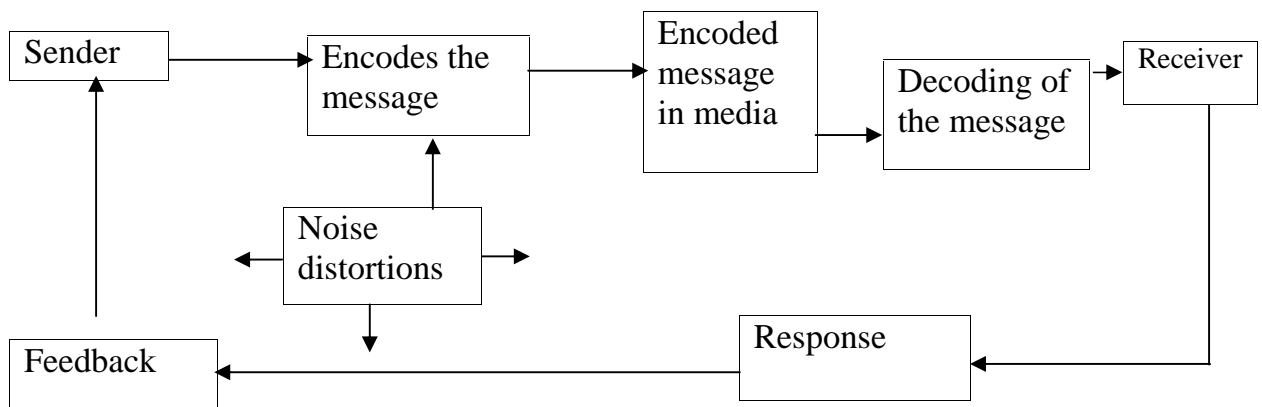 Sender
Encodes the
message
Encoded
message
in media
Decoding of
the message
Receiver
Noise
distortions
Response
Feedback